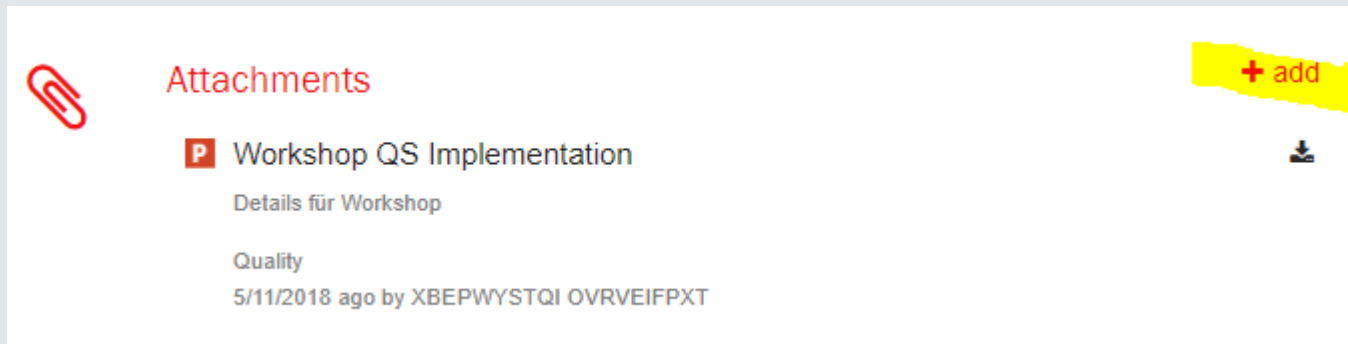 Attachments
+ add
P Workshop QS Implementation
Details für Workshop
Quality
5/11/2018 ago by XBEPWYSTQI OVRVEIFPXT